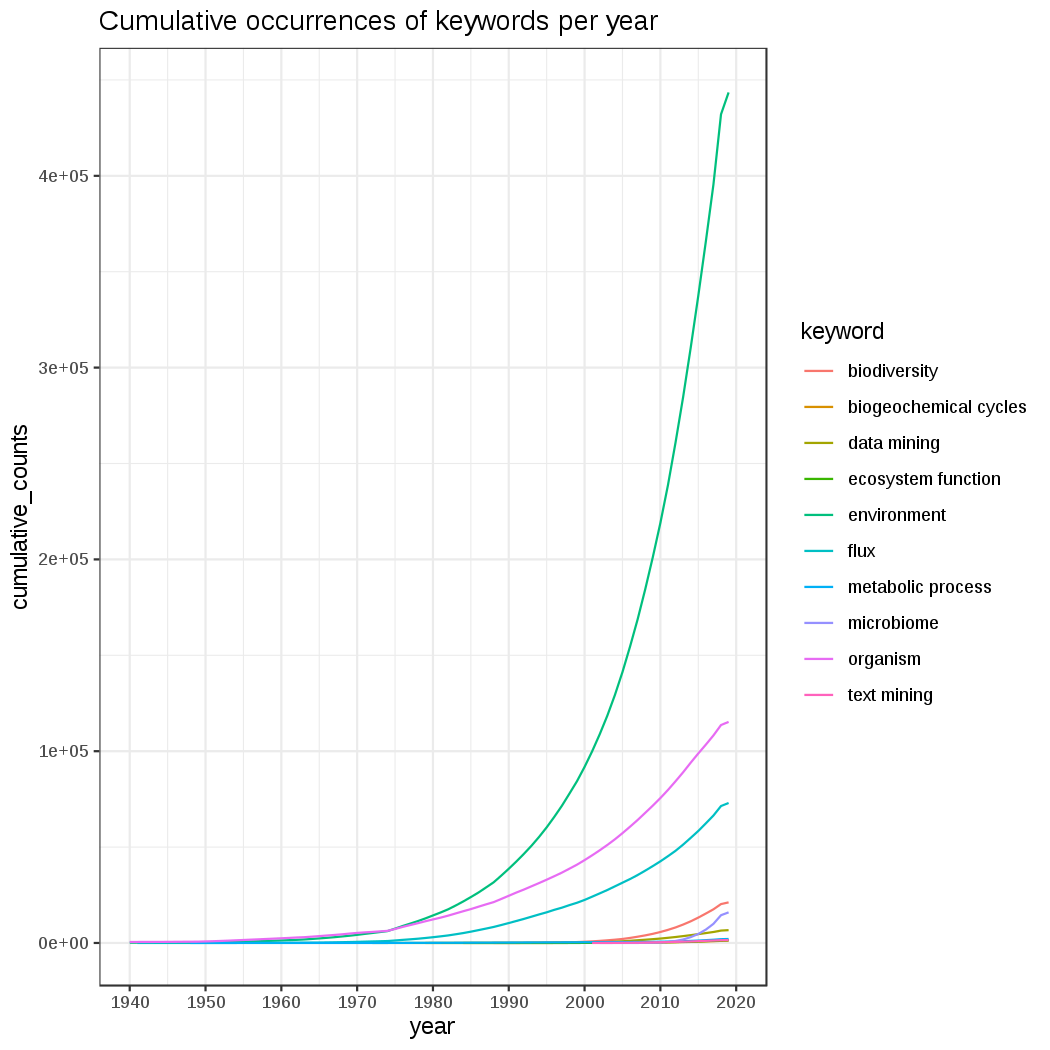 Cumulative occurrences of keywords per year
cumulative_counts
4e+05
3e+05
2e+05
1e+05
0e+00
1940 1950 1960 1970 1980 1990 2000 2010 2020
year
keyword
biodiversity
biogeochemical cycles
data mining
ecosystem function
environment
flux
metabolic process
microbiome
organism
text mining